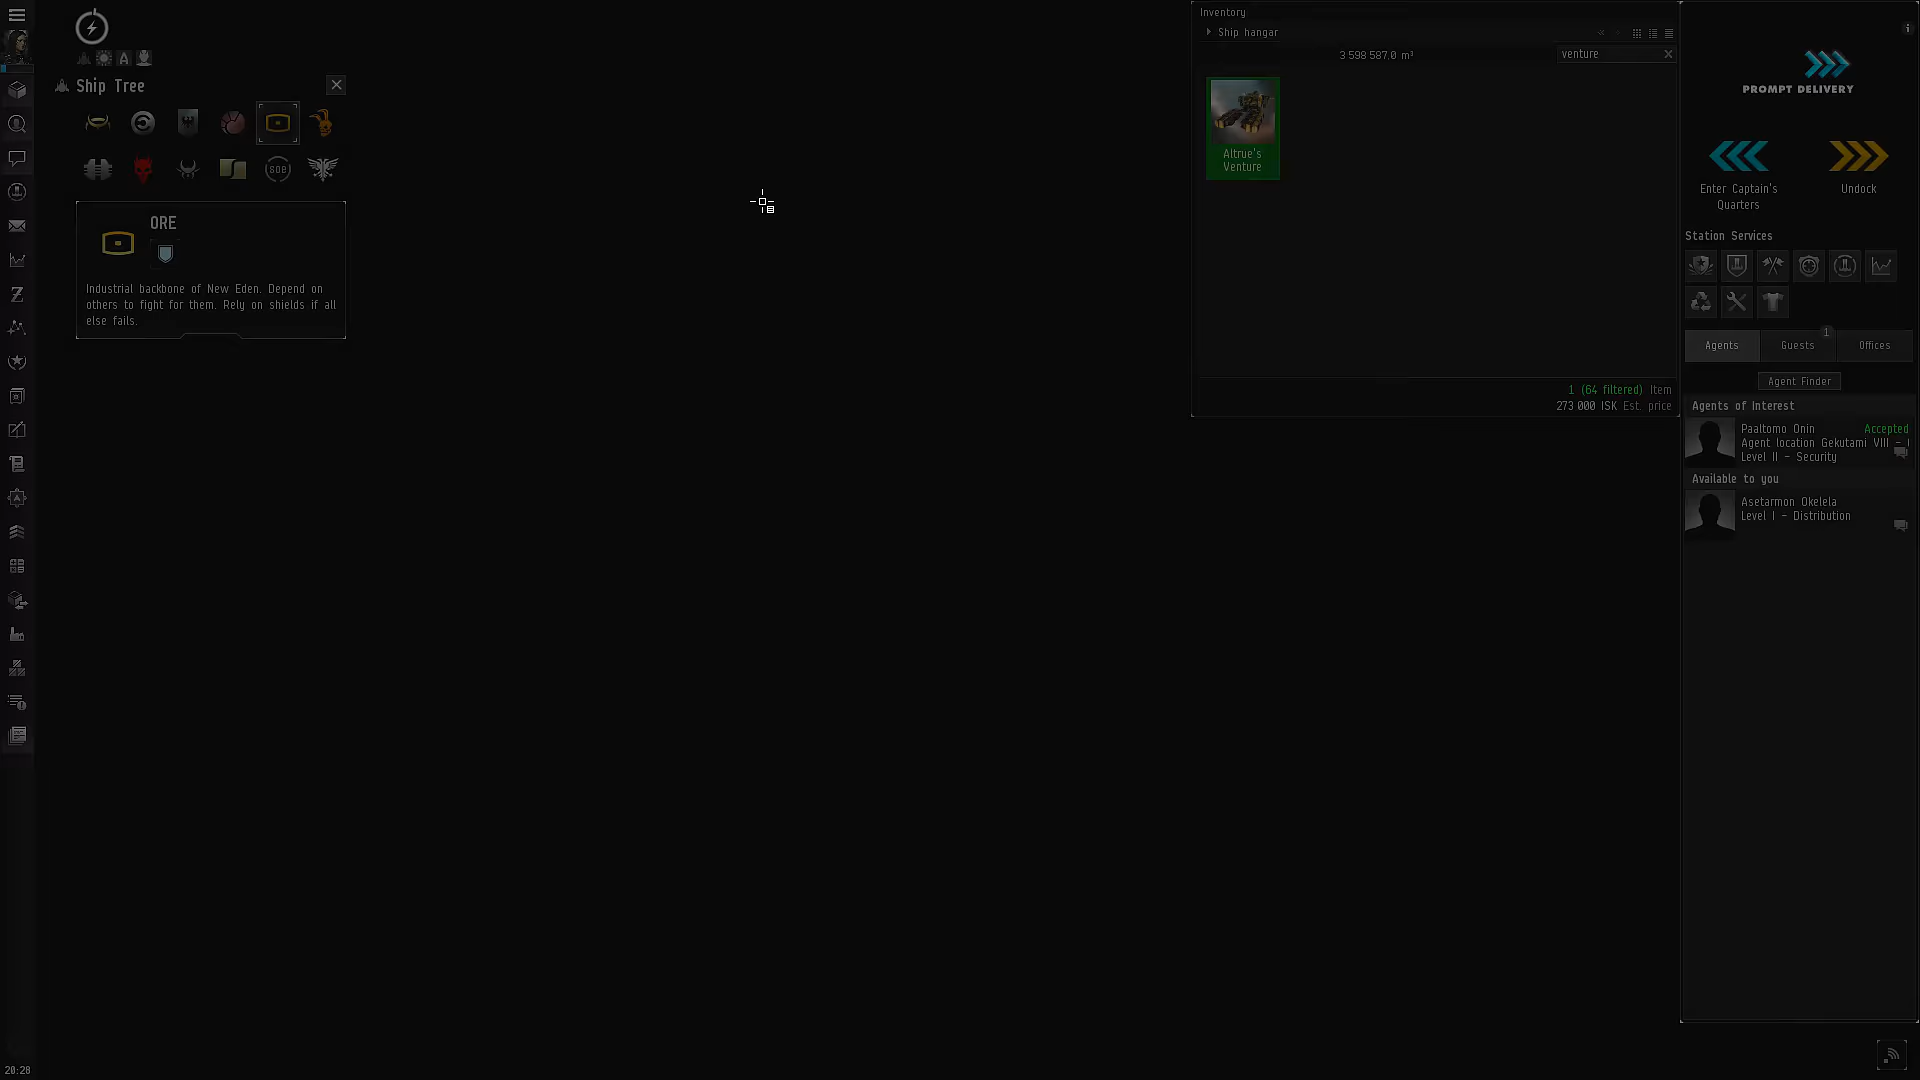 Ship Tree
ORE
Industrial backbone of New Eden. Depend on
others to fight for them. Rely on shields if all
else fails.
Inventory
Ship hangar
3 598 587,0 m³
venture
Altrue's
Venture
1 (64 filtered) Item
273 000 ISK Est. price
PROMPT DELIVERY
Enter Captain's
Quarters
Undock
Station Services
Agents
Guests
1
Offices
Agent Finder
Agents of Interest
Paaltomo Onin
Accepted
Agent location Gekutami VIII -
Level II - Security
Available to you
Asetarmon Okelela
Level I - Distribution
20:28